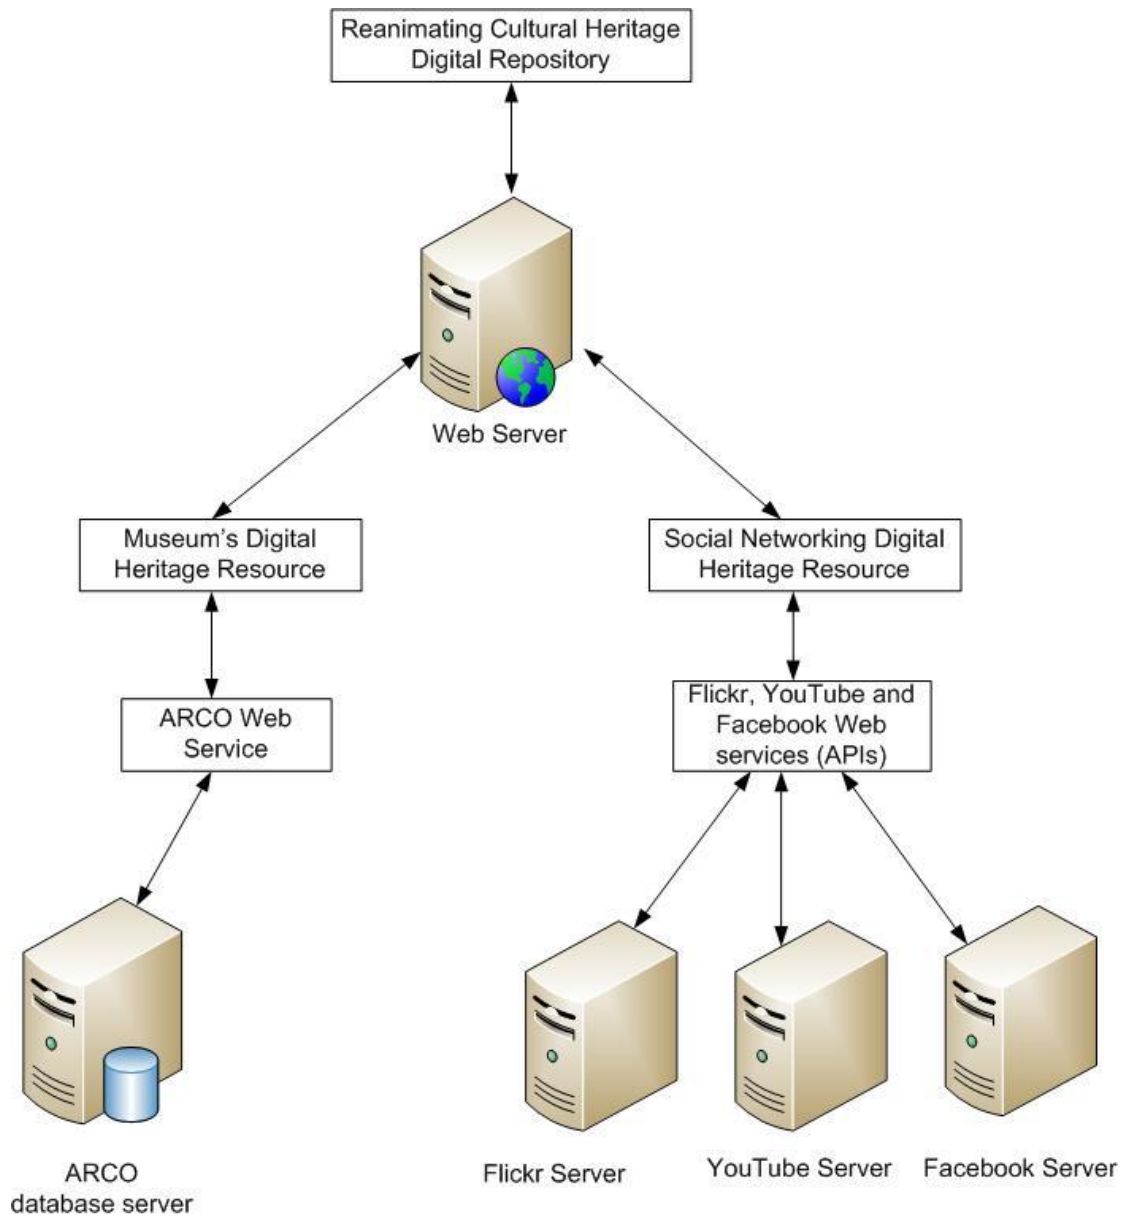 Reanimating Cultural Heritage
Digital Repository
Web Server
Museum's Digital
Heritage Resource
Social Networking Digital
Heritage Resource
ARCO Web
Service
Flickr, YouTube and
Facebook Web
services (APIs)
ARCO
database server
Flickr Server
YouTube Server
Facebook Server